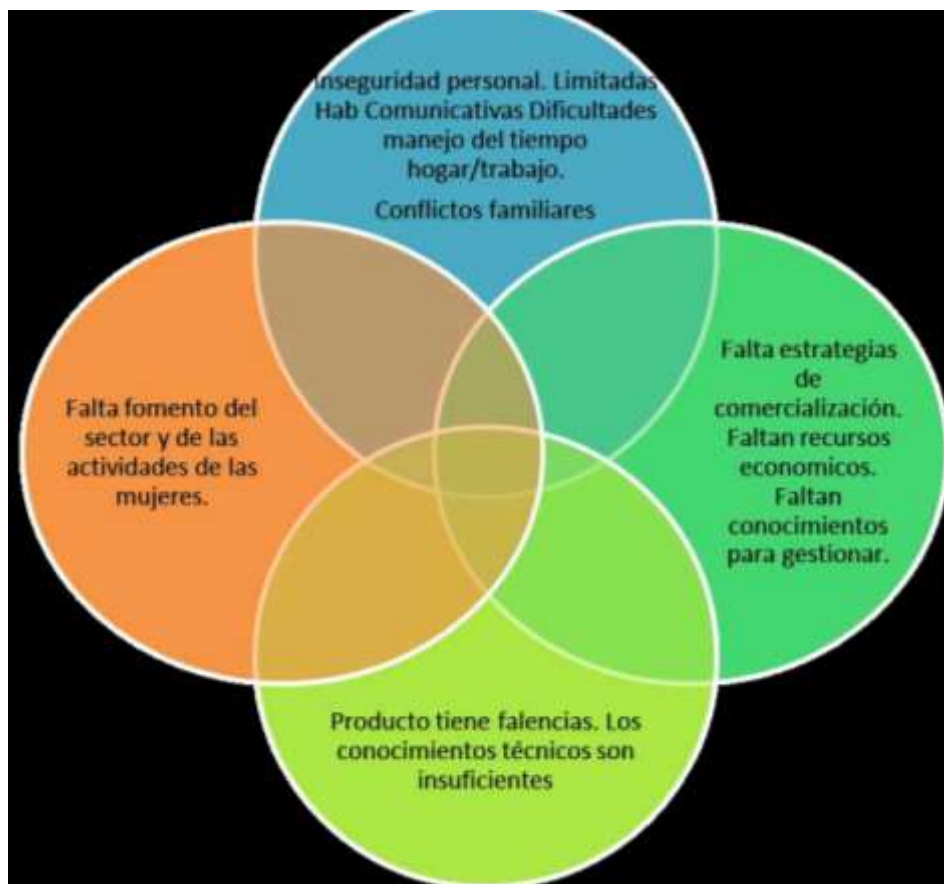 Inseguridad personal. Limitadas
Hab Comunicativas Dificultades
manejo del tiempo
hogar/trabajo.
Conflictos familiares
Falta fomento del
sector y de las
actividades de las
mujeres.
Falta estrategias
de
comercialización.
Faltan recursos
economicos.
Faltan
conocimientos
para gestionar.
Producto tiene falencias. Los
conocimientos técnicos son
insuficientes